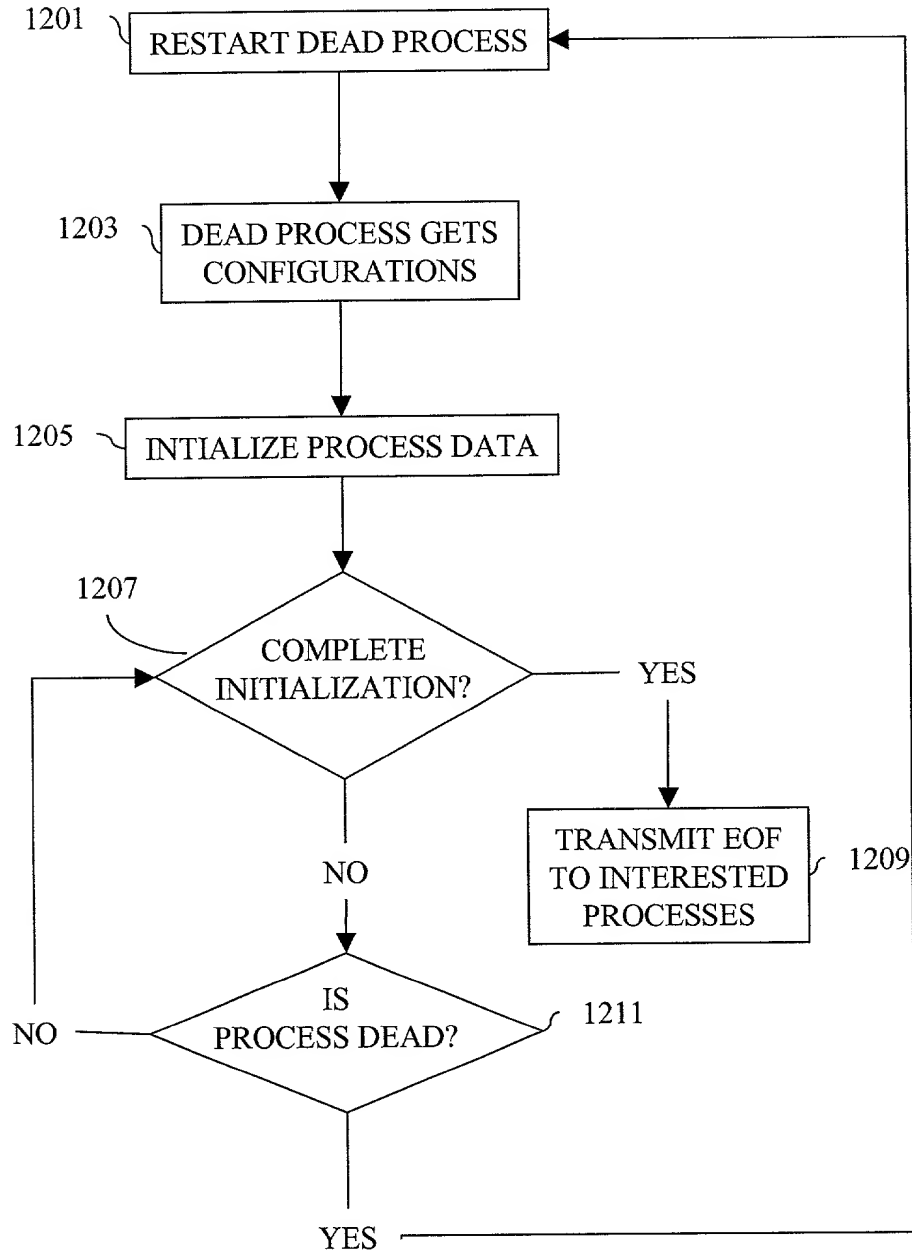 1201
RESTART DEAD PROCESS
1203
DEAD PROCESS GETS
CONFIGURATIONS
1205
INTIALIZE PROCESS DATA
1207
COMPLETE
INITIALIZATION?
YES
NO
TRANSMIT EOF
TO INTERESTED
PROCESSES
1209
IS
PROCESS DEAD?
1211
NO
YES